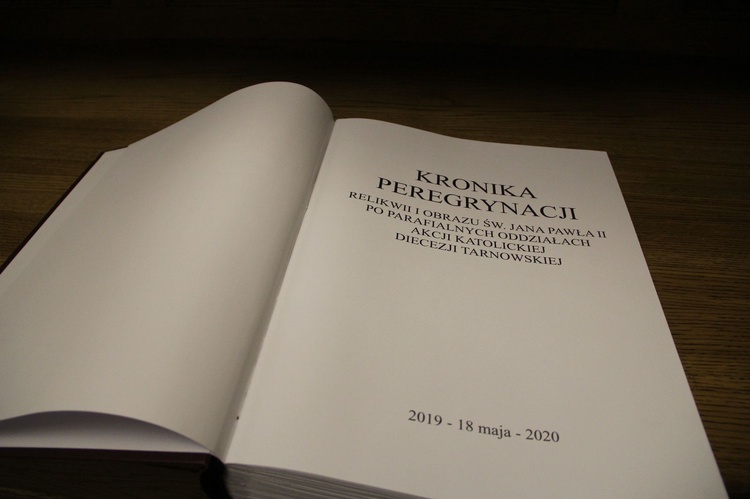 KRONIKA
PEREGRYNACJI
RELIKWII I OBRAZU ŚW. JANA PAWŁA II
PO PARAFIALNYCH ODDZIAŁACH
AKCJI KATOLICKIEJ
DIECEZJI TARNOWSKIEJ
2019 - 18 maja - 2020